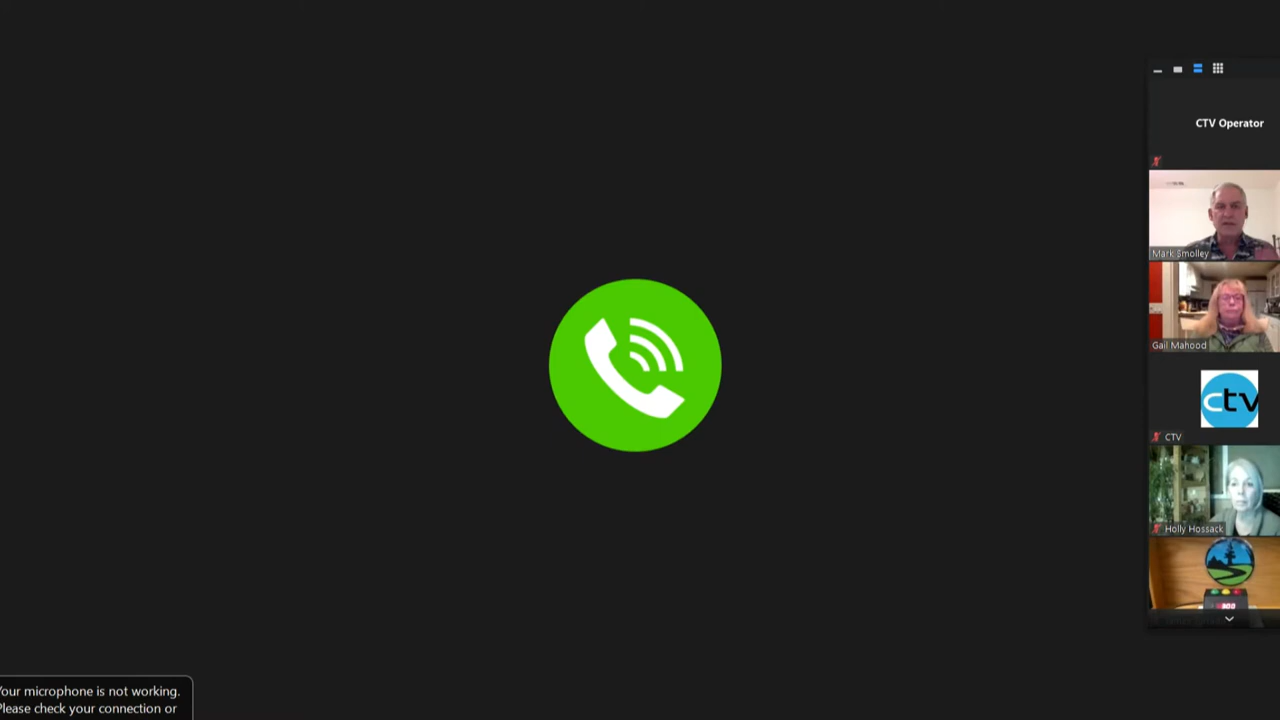 CTV Operator
Mark Smolley
Gail Mahood
ctv
CTV
Holly Hossack
our microphone is not working.
Please check your connection or